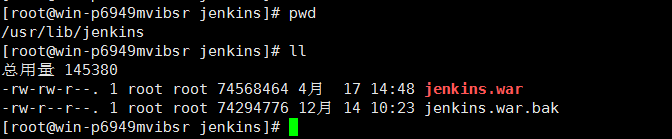 [root@win-p6949mvibsr jenkins]# pwd
/usr/lib/jenkins
[root@win-p6949mvibsr jenkins]# ll
总用量 145380
-rw-rw-r--. 1 root root 74568464 4月  17 14:48 jenkins.war
-rw-r--r--. 1 root root 74294776 12月 14 10:23 jenkins.war.bak
[root@win-p6949mvibsr jenkins]#